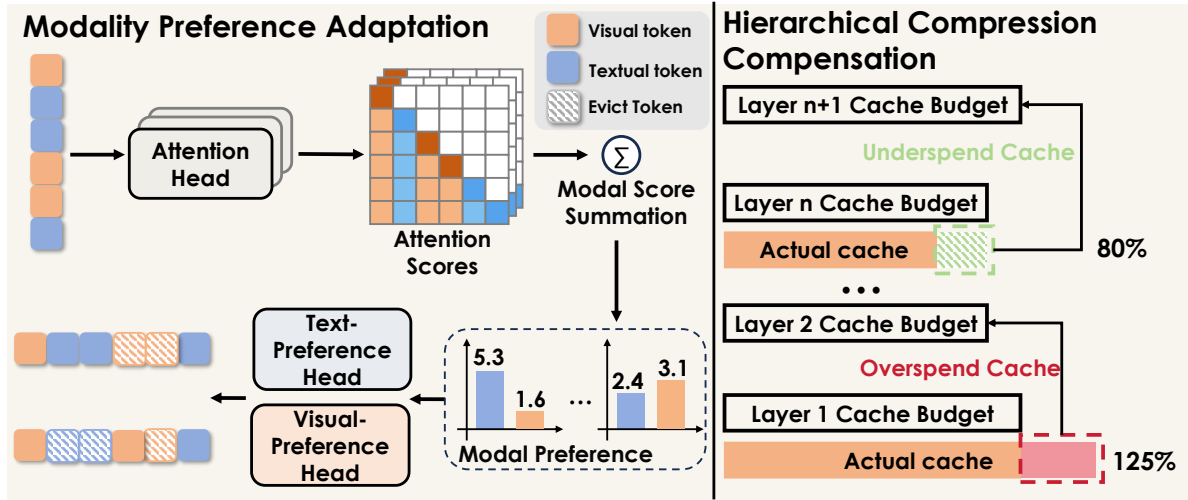 Modality Preference Adaptation
Visual token
Textual token
Evict Token
Attention
Head
Attention
Scores
Σ
Modal Score
Summation
5.3
1.6
...
2.4
3.1
Modal Preference
Text-
Preference
Head
Visual-
Preference
Head
Hierarchical Compression
Compensation
Layer n+1 Cache Budget
Underspend Cache
Layer n Cache Budget
Actual cache
80%
...
Layer 2 Cache Budget
Overspend Cache
Layer 1 Cache Budget
Actual cache
125%